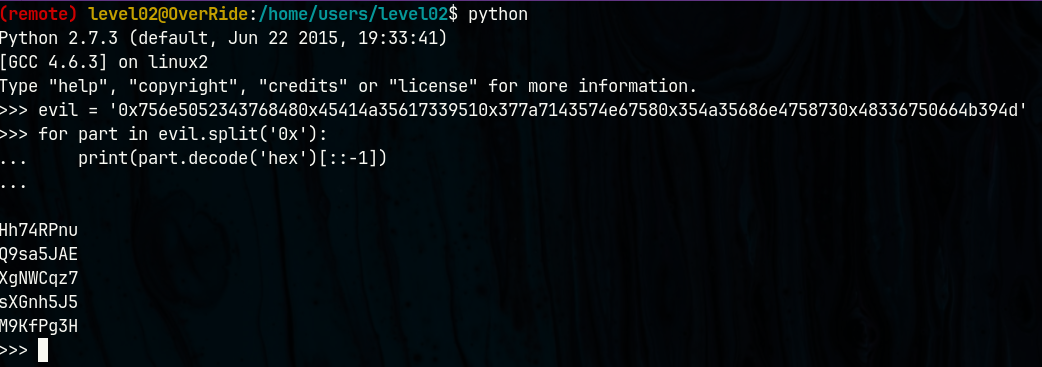 (remote) level02@OverRide:/home/users/level02$ python
Python 2.7.3 (default, Jun 22 2015, 19:33:41)
[GCC 4.6.3] on linux2
Type "help", "copyright", "credits" or "license" for more information.
>>> evil = '0x756e5052343768480x45414a35617339510x377a7143574e67580x354a35686e4758730x48336750664b394d'
>>> for part in evil.split('0x'):
...     print(part.decode('hex')[::-1])
...

Hh74RPnu
Q9sa5JAE
XgNWCqz7
sXGnh5J5
M9KfPg3H
>>>